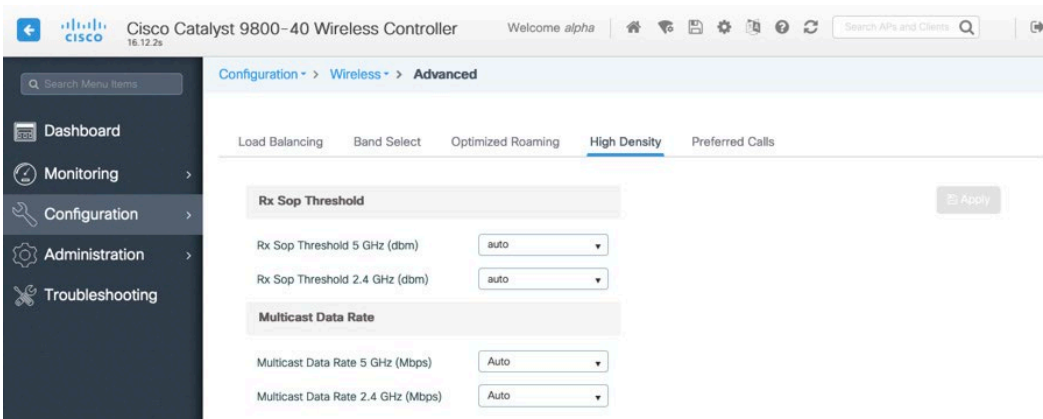 cisco
Cisco Catalyst 9800-40 Wireless Controller
16.12.2s
Welcome alpha
Search APs and Clients
Search Menu Items
Dashboard
Monitoring
Configuration
Administration
Troubleshooting
Configuration > Wireless > Advanced
Load Balancing Band Select Optimized Roaming High Density Preferred Calls
Rx Sop Threshold
Apply
Rx Sop Threshold 5 GHz (dbm) auto
Rx Sop Threshold 2.4 GHz (dbm) auto
Multicast Data Rate
Multicast Data Rate 5 GHz (Mbps) Auto
Multicast Data Rate 2.4 GHz (Mbps) Auto